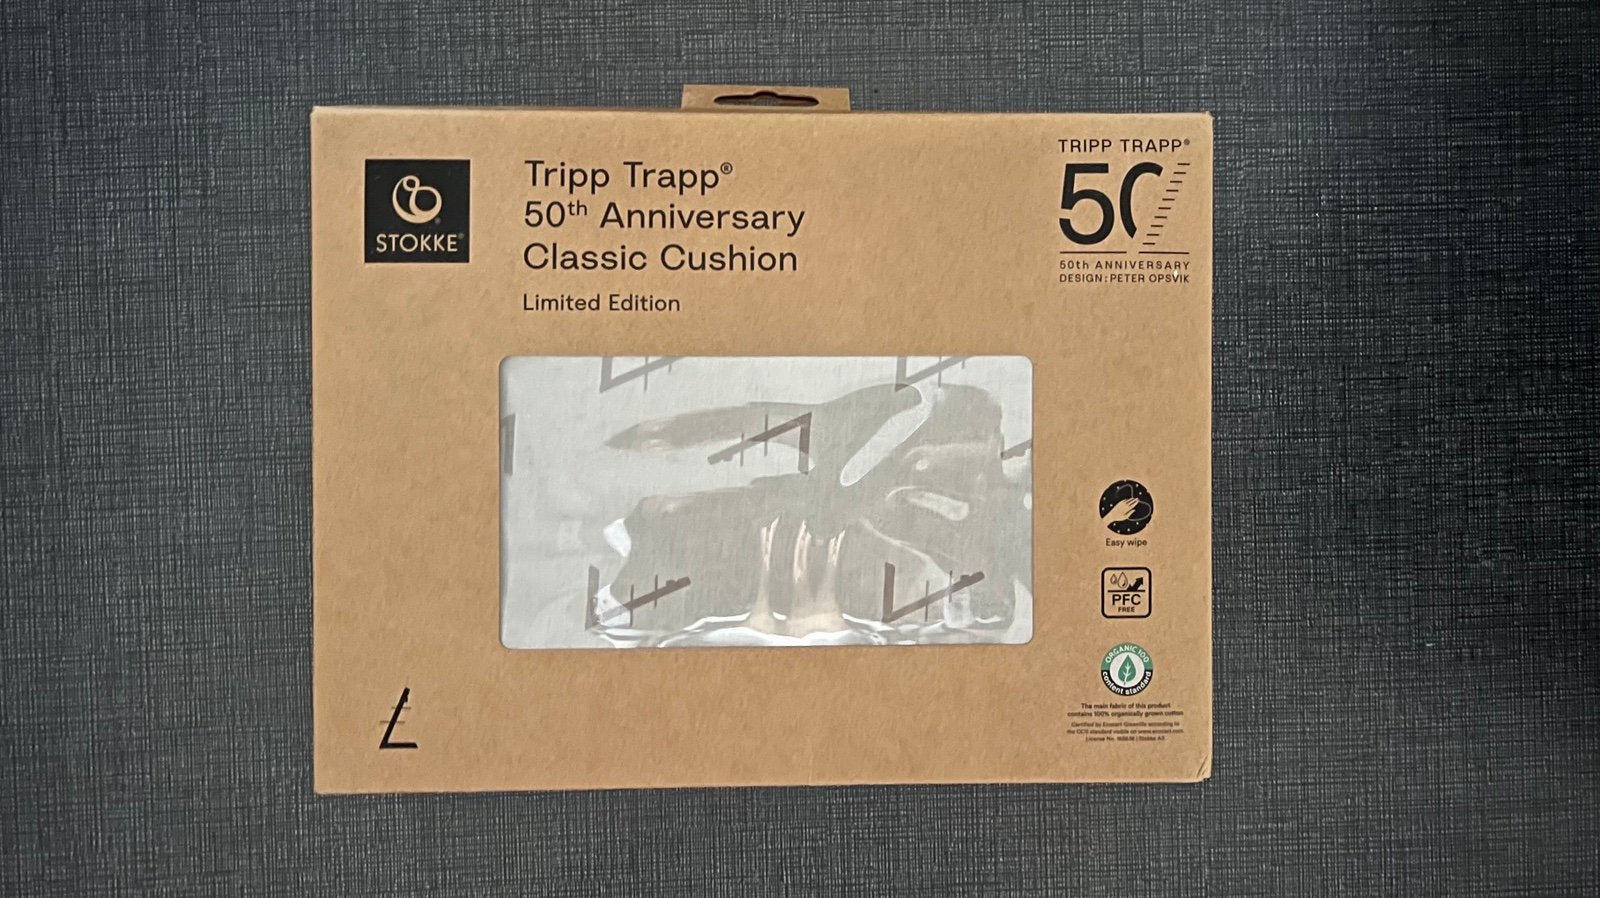 STOKKE®
Tripp Trapp®
50th Anniversary
Classic Cushion
Limited Edition
TRIPP TRAPP®
50
50th ANNIVERSARY
DESIGN: PETER OPSVIK
Easy wipe
PFC
FREE
ORGANIC 100
content standard
The main fabric of this product
contains 100% organically grown cotton